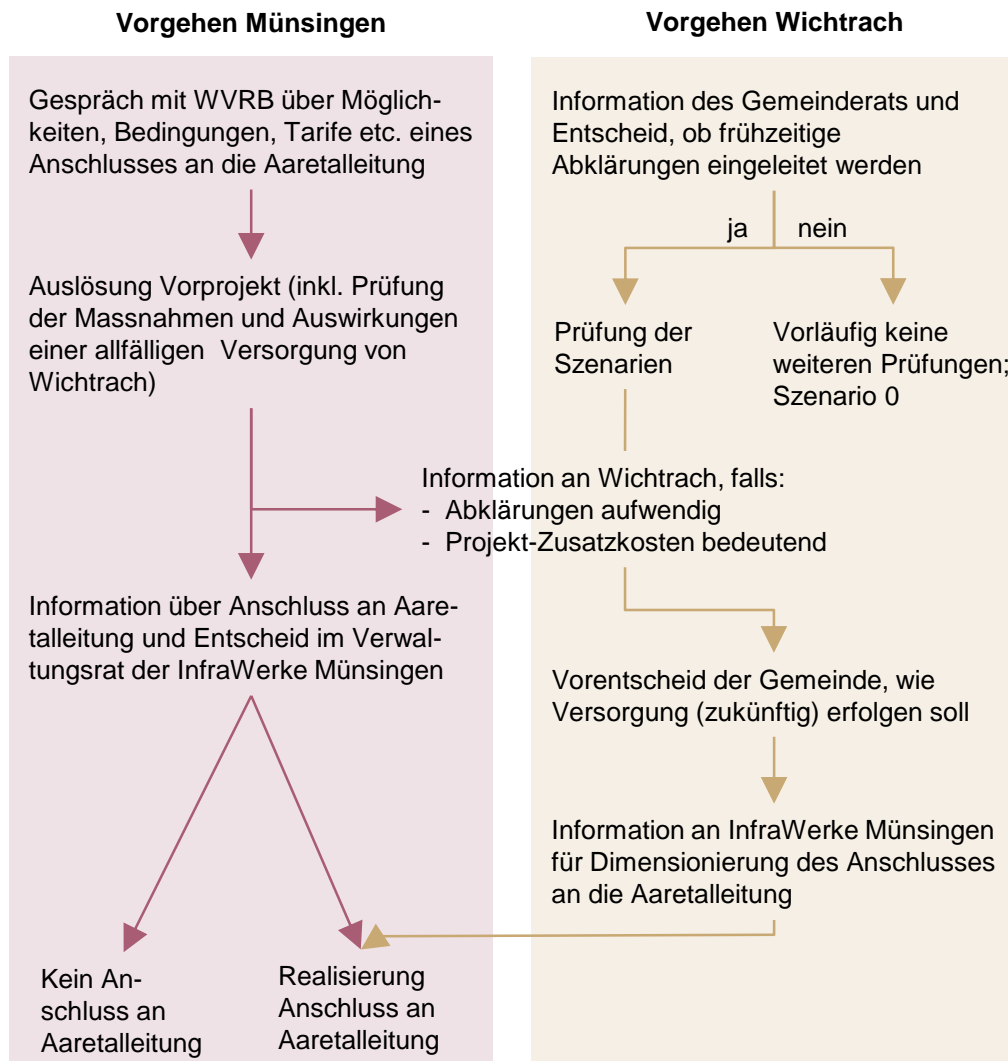 Vorgehen Münsingen
Gespräch mit WVRB über Möglich-
keiten, Bedingungen, Tarife etc. eines
Anschlusses an die Aaretalleitung
Auslösung Vorprojekt (inkl. Prüfung
der Massnahmen und Auswirkungen
einer allfälligen Versorgung von
Wichtrach)
Information über Anschluss an Aare-
talleitung und Entscheid im Verwal-
tungsrat der InfraWerke Münsingen
Kein An-
schluss an
Aaretalleitung
Realisierung
Anschluss an
Aaretalleitung
Vorgehen Wichtrach
Information des Gemeinderats und
Entscheid, ob frühzeitige
Abklärungen eingeleitet werden
ja
nein
Prüfung der
Szenarien
Vorläufig keine
weiteren Prüfungen;
Szenario 0
Information an Wichtrach, falls:
- Abklärungen aufwendig
- Projekt-Zusatzkosten bedeutend
Vorentscheid der Gemeinde, wie
Versorgung (zukünftig) erfolgen soll
Information an InfraWerke Münsingen
für Dimensionierung des Anschlusses
an die Aaretalleitung